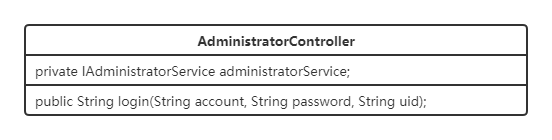 AdministratorController
private IAdministratorService administratorService;
public String login(String account, String password, String uid);